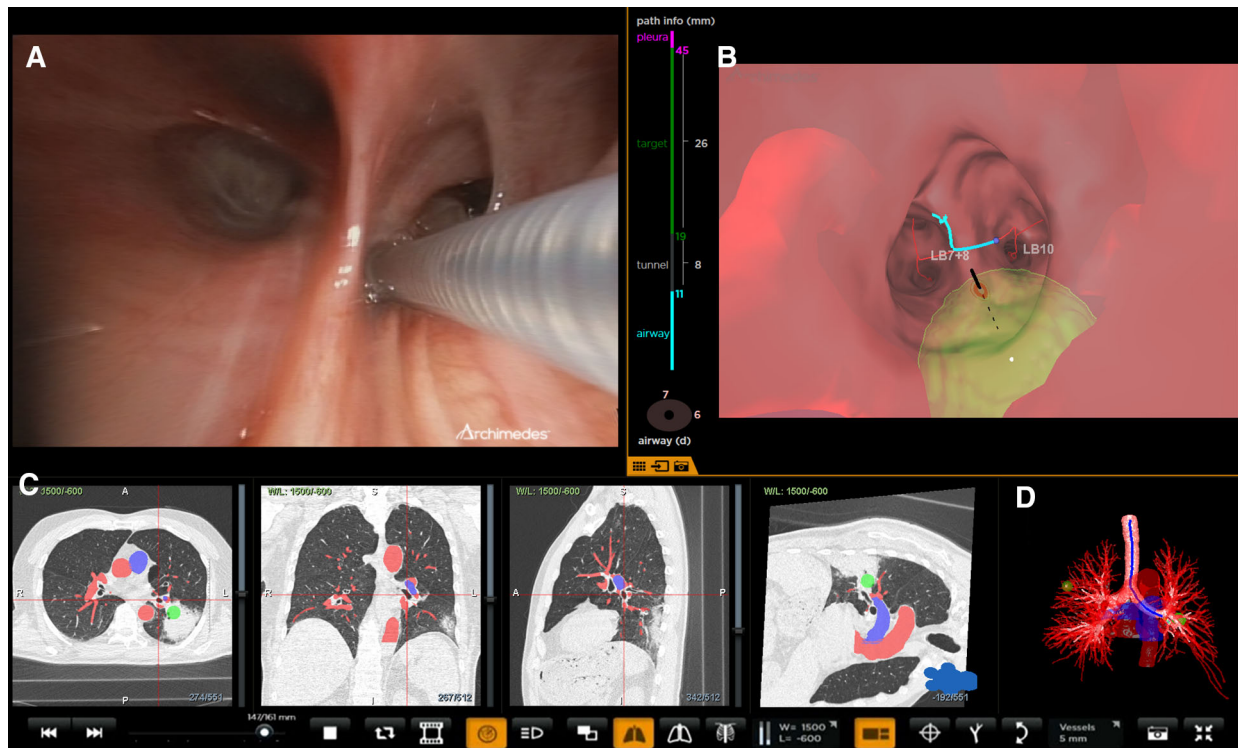 A
Archimedes
path info (mm)
pleura
45
target
26
19
tunnel
8
11
airway
7
6
airway (d)
B
LB7+8
LB10
C
1500/-600
A
R
L
P
274/551
W/L: 1500/-600
S
R
L
I
267/512
W/L: 1500/-600
S
A
P
I
342/512
W/L: 1500/-600
-192/551
D
147/161 mm
W= 1500
L= -600
Vessels
5 mm